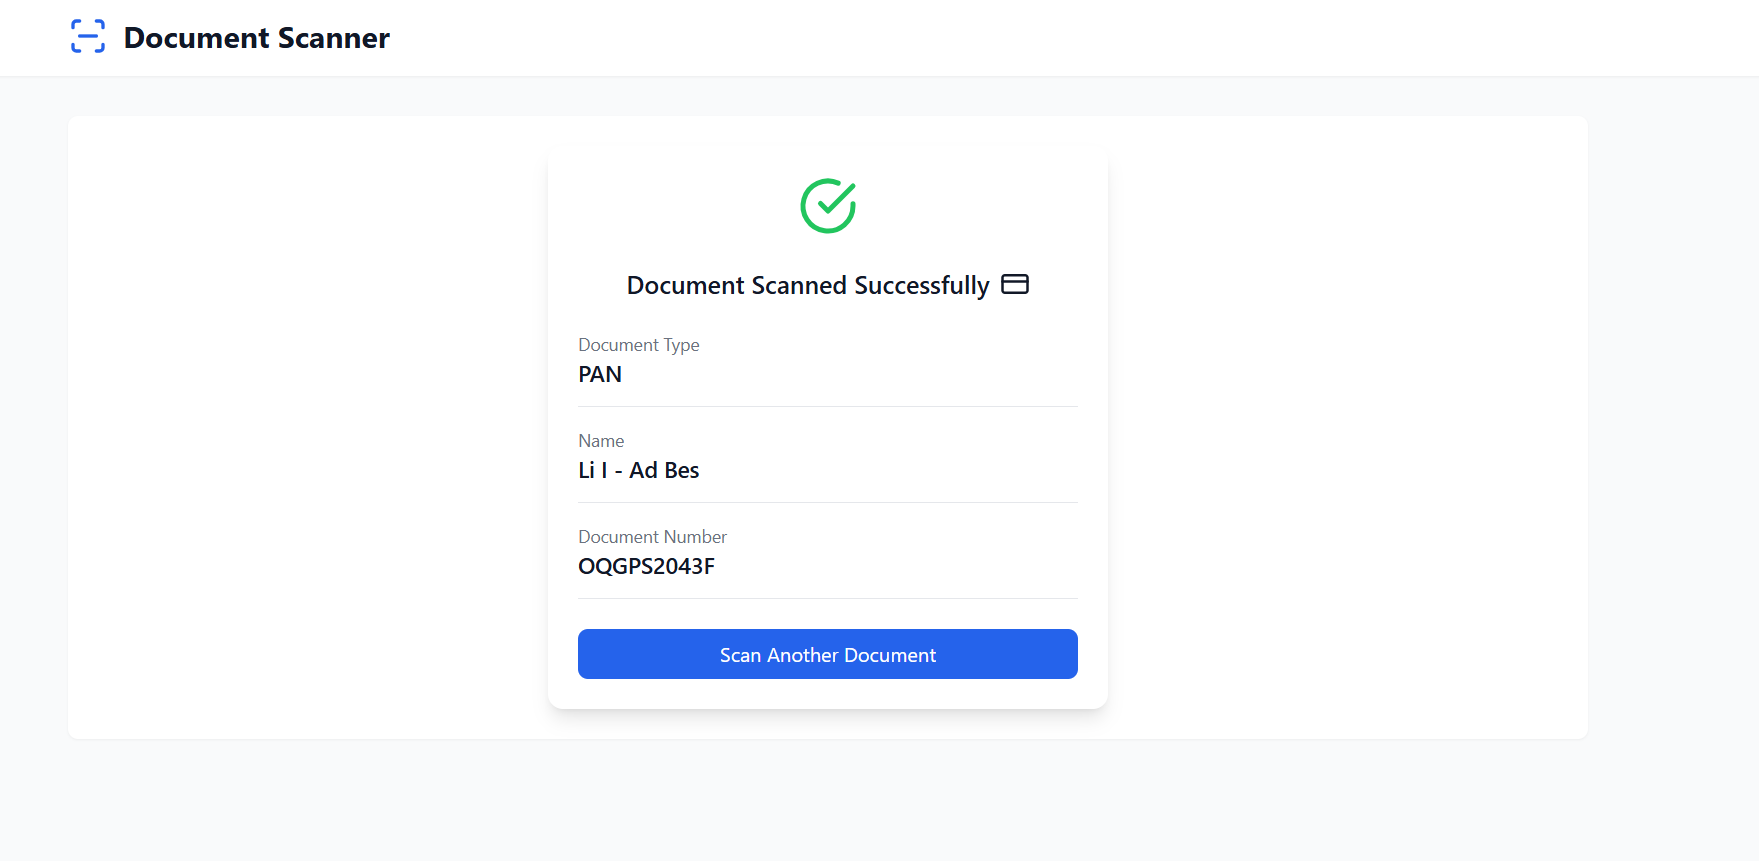 Document Scanner
Document Scanned Successfully
Document Type
PAN
Name
Li I - Ad Bes
Document Number
OQGPS2043F
Scan Another Document